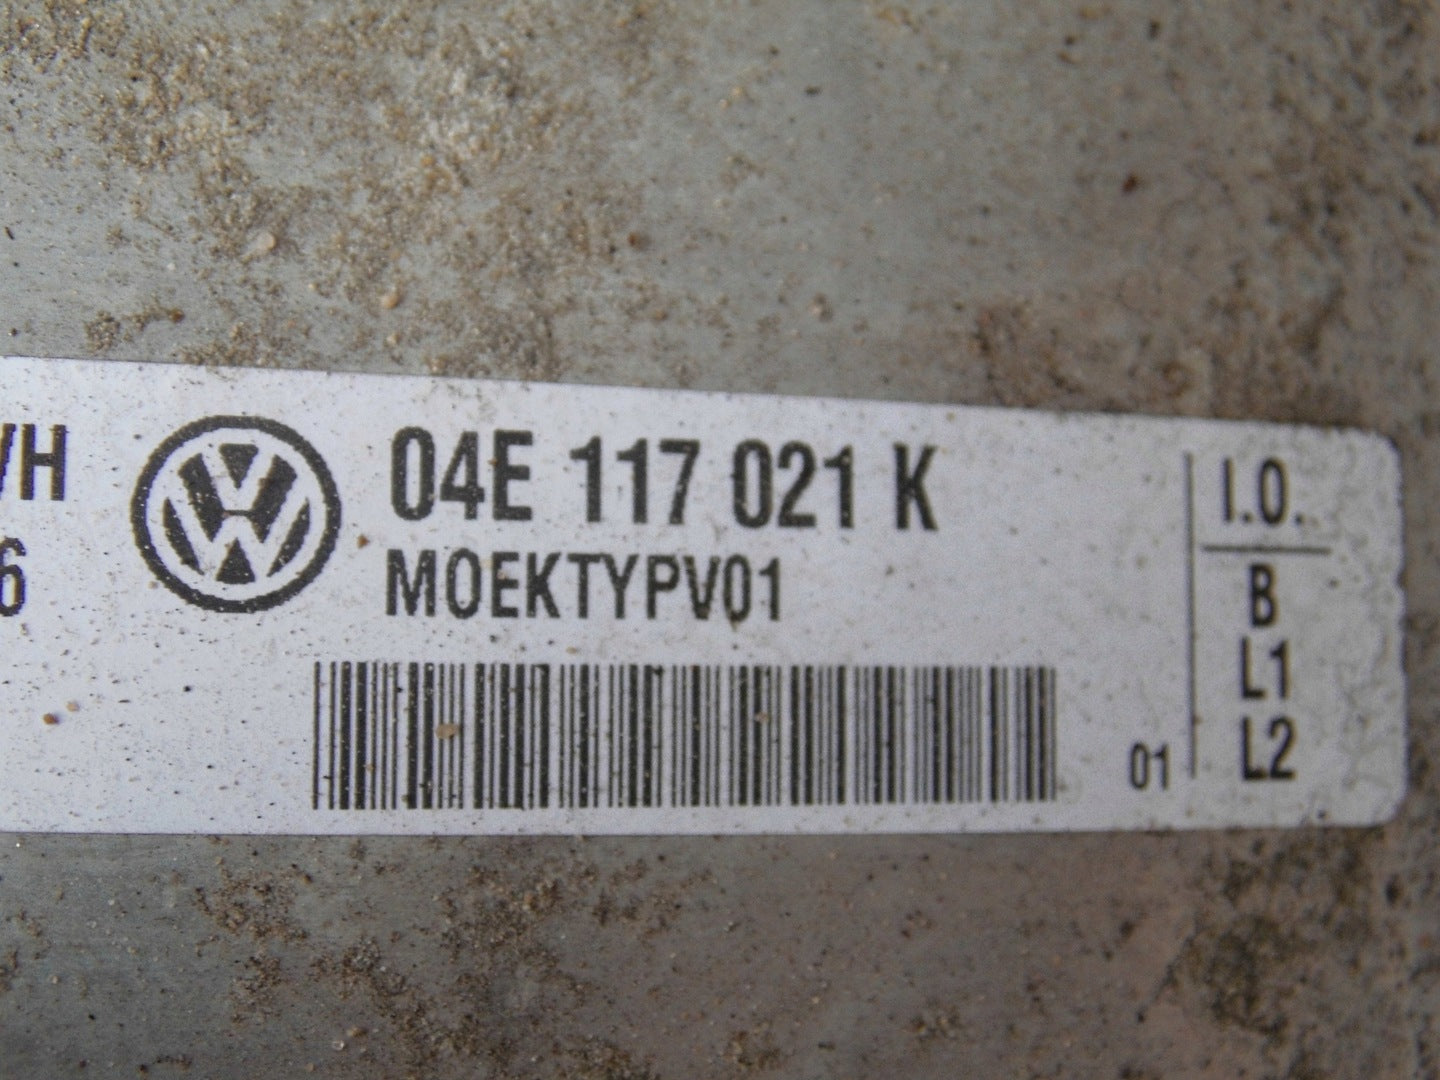 VH
04E 117 021 K
6
MOEKTYPV01
01
I.O.
B
L1
L2